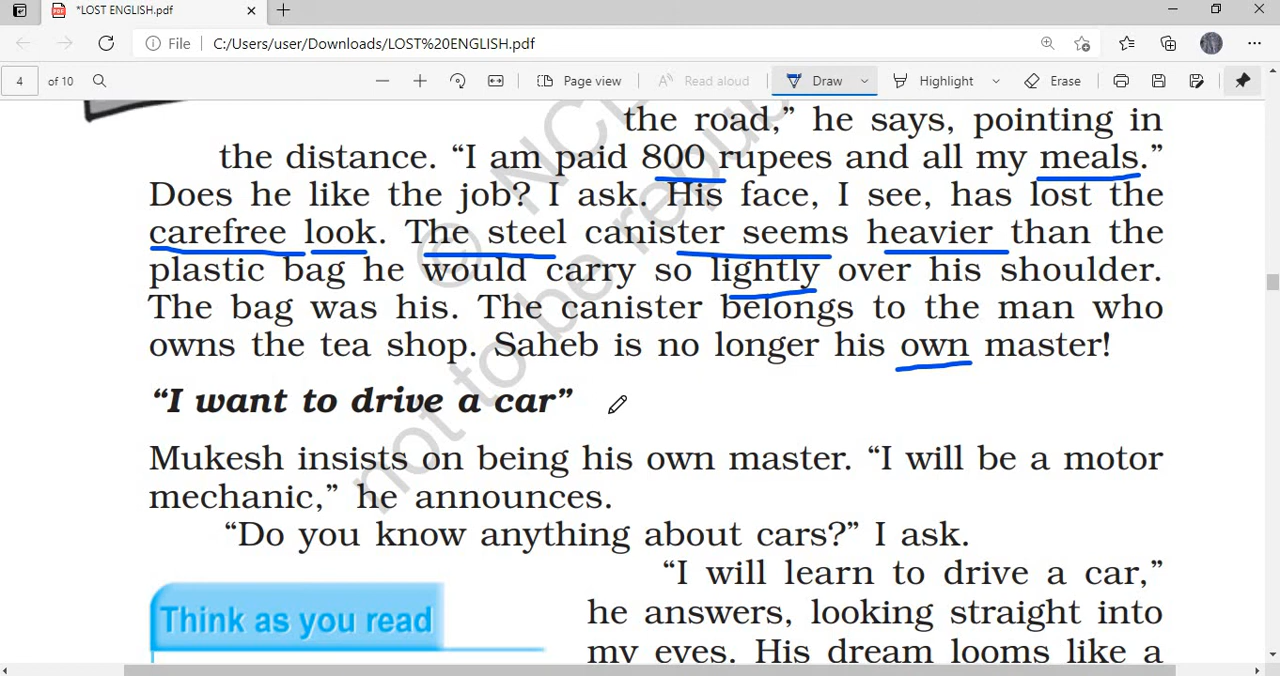 *LOST ENGLISH.pdf
File C:/Users/user/Downloads/LOST%20ENGLISH.pdf
4 of 10 Page view Read aloud Draw Highlight Erase
the road,” he says, pointing in
the distance. “I am paid 800 rupees and all my meals.”
Does he like the job? I ask. His face, I see, has lost the
carefree look. The steel canister seems heavier than the
plastic bag he would carry so lightly over his shoulder.
The bag was his. The canister belongs to the man who
owns the tea shop. Saheb is no longer his own master!
“I want to drive a car”
Mukesh insists on being his own master. “I will be a motor
mechanic,” he announces.
“Do you know anything about cars?” I ask.
“I will learn to drive a car,”
he answers, looking straight into
my eyes. His dream looms like a
Think as you read
not to be repub
© NC